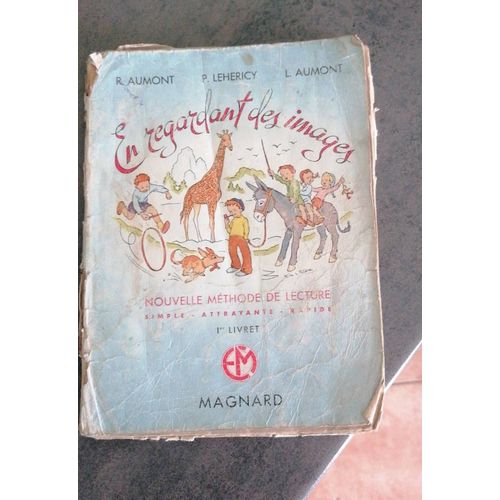 R. AUMONT P. LEHERICY L. AUMONT
En regardant des images
NOUVELLE MÉTHODE DE LECTURE
SIMPLE - ATTRAYANTE - RAPIDE
1er LIVRET
EM
MAGNARD